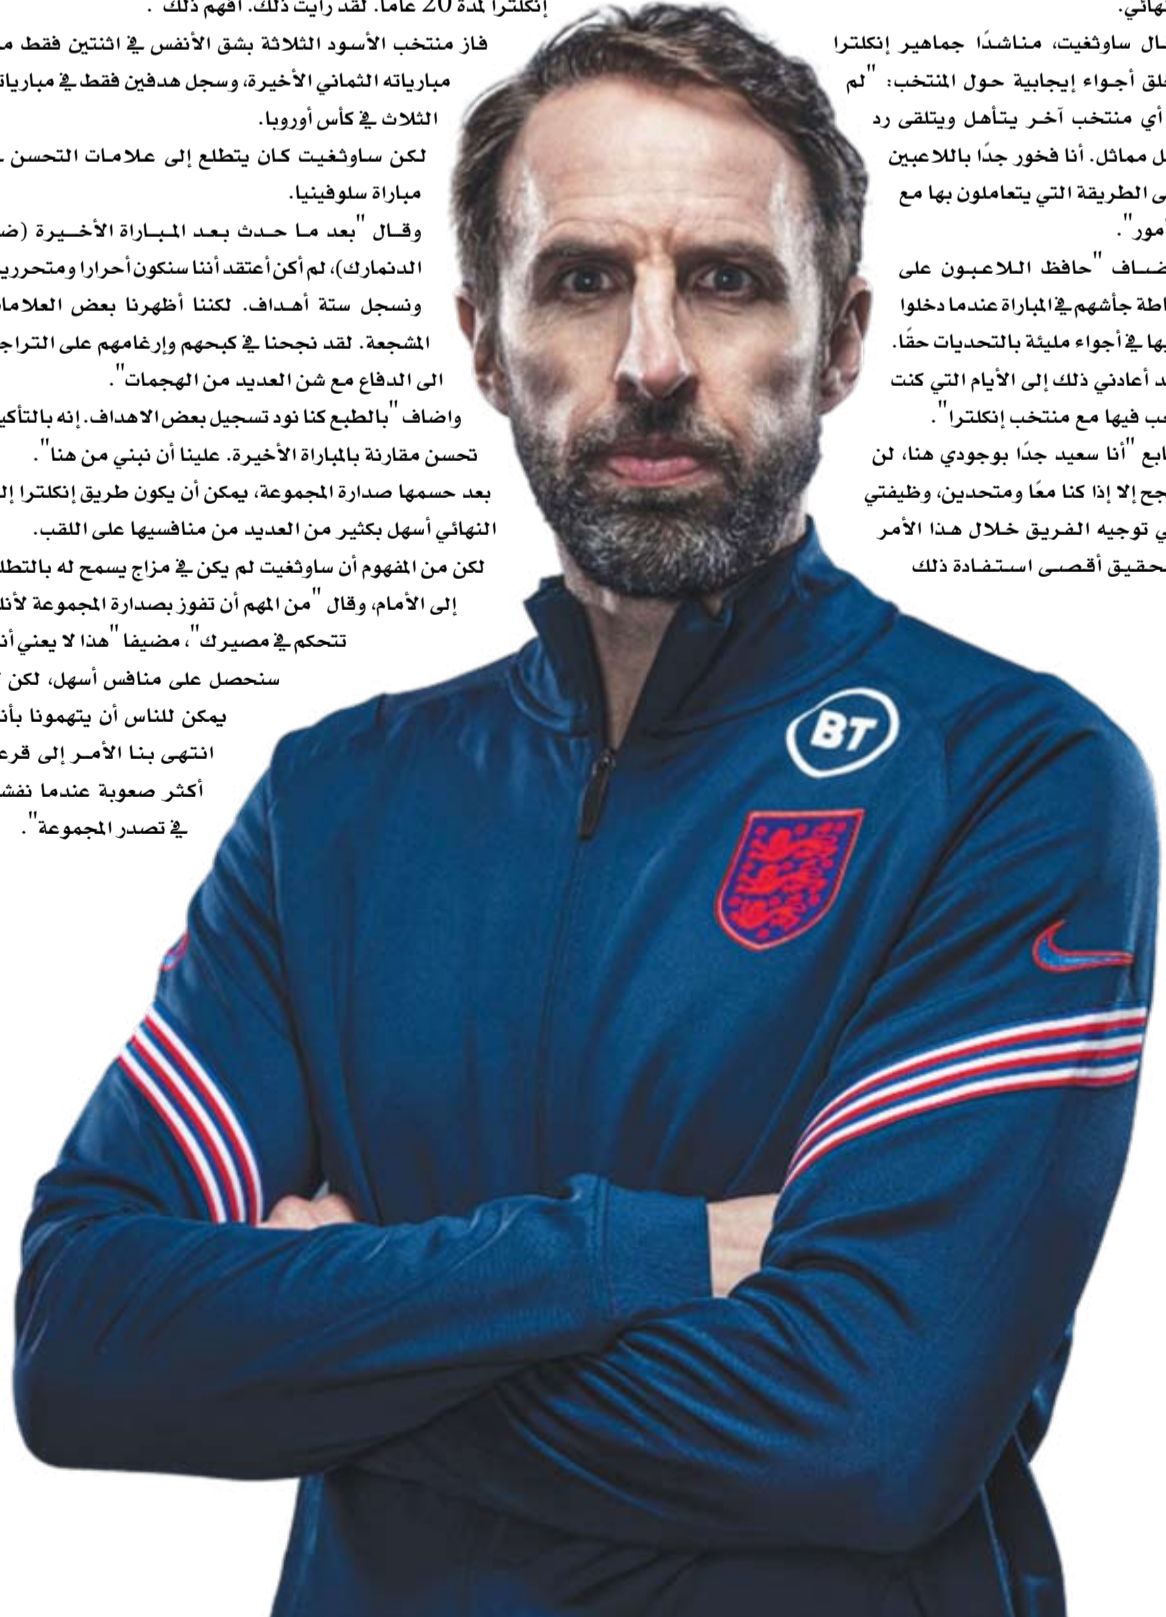 نهائي.
ساوثغيت، مناشدًا جماهير إنكلترا
أجواء إيجابية حول المنتخب: "لم
أي منتخب آخر يتأهل ويتلقى رد
مماثل. أنا فخور جدًا باللاعبين
الطريقة التي يتعاملون بها مع
"حافظ اللاعبون على
جأشهم في المباراة عندما دخلوا
في أجواء مليئة بالتحديات حقًا.
أعادني ذلك إلى الأيام التي كنت
فيها مع منتخب إنكلترا".
"أنا سعيد جدًا بوجودي هنا، لن
إلا إذا كنا معًا ومتحدين، وظيفتي
توجيه الفريق خلال هذا الأمر
أقصى استفادة ذلك
إنكلترا لمدة 20 عاما. لقد رأيت ذلك. أفهم ذلك".
فاز منتخب الأسود الثلاثة بشق الأنفس في اثنتين فقط
مبارياته الثماني الأخيرة، وسجل هدفين فقط في
الثلاث في كأس أوروبا.
لكن ساوثغيت كان يتطلع إلى علامات التحسن
مباراة سلوفينيا.
وقال "بعد ما حدث بعد المباراة الأخيرة
الدنمارك)، لم أكن أعتقد أننا سنكون أحرارا
ونسجل ستة أهداف. لكننا أظهرنا بعض
المشجعة. لقد نجحنا في كبحهم وإرغامهم على
الى الدفاع مع شن العديد من الهجمات".
واضاف "بالطبع كنا نود تسجيل بعض الاهداف. إنه
تحسن مقارنة بالمباراة الأخيرة. علينا أن نبني من هنا".
بعد حسمها صدارة المجموعة، يمكن أن يكون طريق إنكلترا
النهائي أسهل بكثير من العديد من منافسيها على اللقب.
لكن من المفهوم أن ساوثغيت لم يكن في مزاج يسمح له
إلى الأمام، وقال "من المهم أن تفوز بصدارة المجموعة
تتحكم في مصيرك"، مضيفا "هذا لا يعني
سنحصل على منافس أسهل، لكن
يمكن للناس أن يتهمونا
انتهى بنا الأمر إلى
أكثر صعوبة عندما
في تصدر المجموعة".
BT